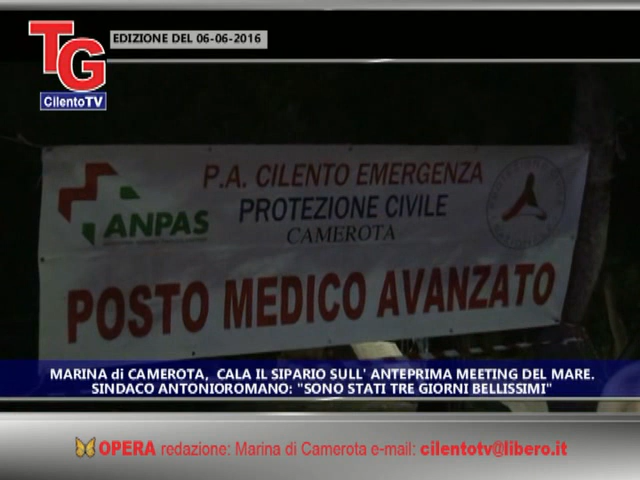 TG
CilentoTV
EDIZIONE DEL 06-06-2016
ANPAS
P.A. CILENTO EMERGENZA
PROTEZIONE CIVILE
CAMEROTA
POSTO MEDICO AVANZATO
MARINA di CAMEROTA, CALA IL SIPARIO SULL' ANTEPRIMA MEETING DEL MARE.
SINDACO ANTONIOROMANO: "SONO STATI TRE GIORNI BELLISSIMI"
OPERA redazione: Marina di Camerota e-mail: cilentotv@libero.it